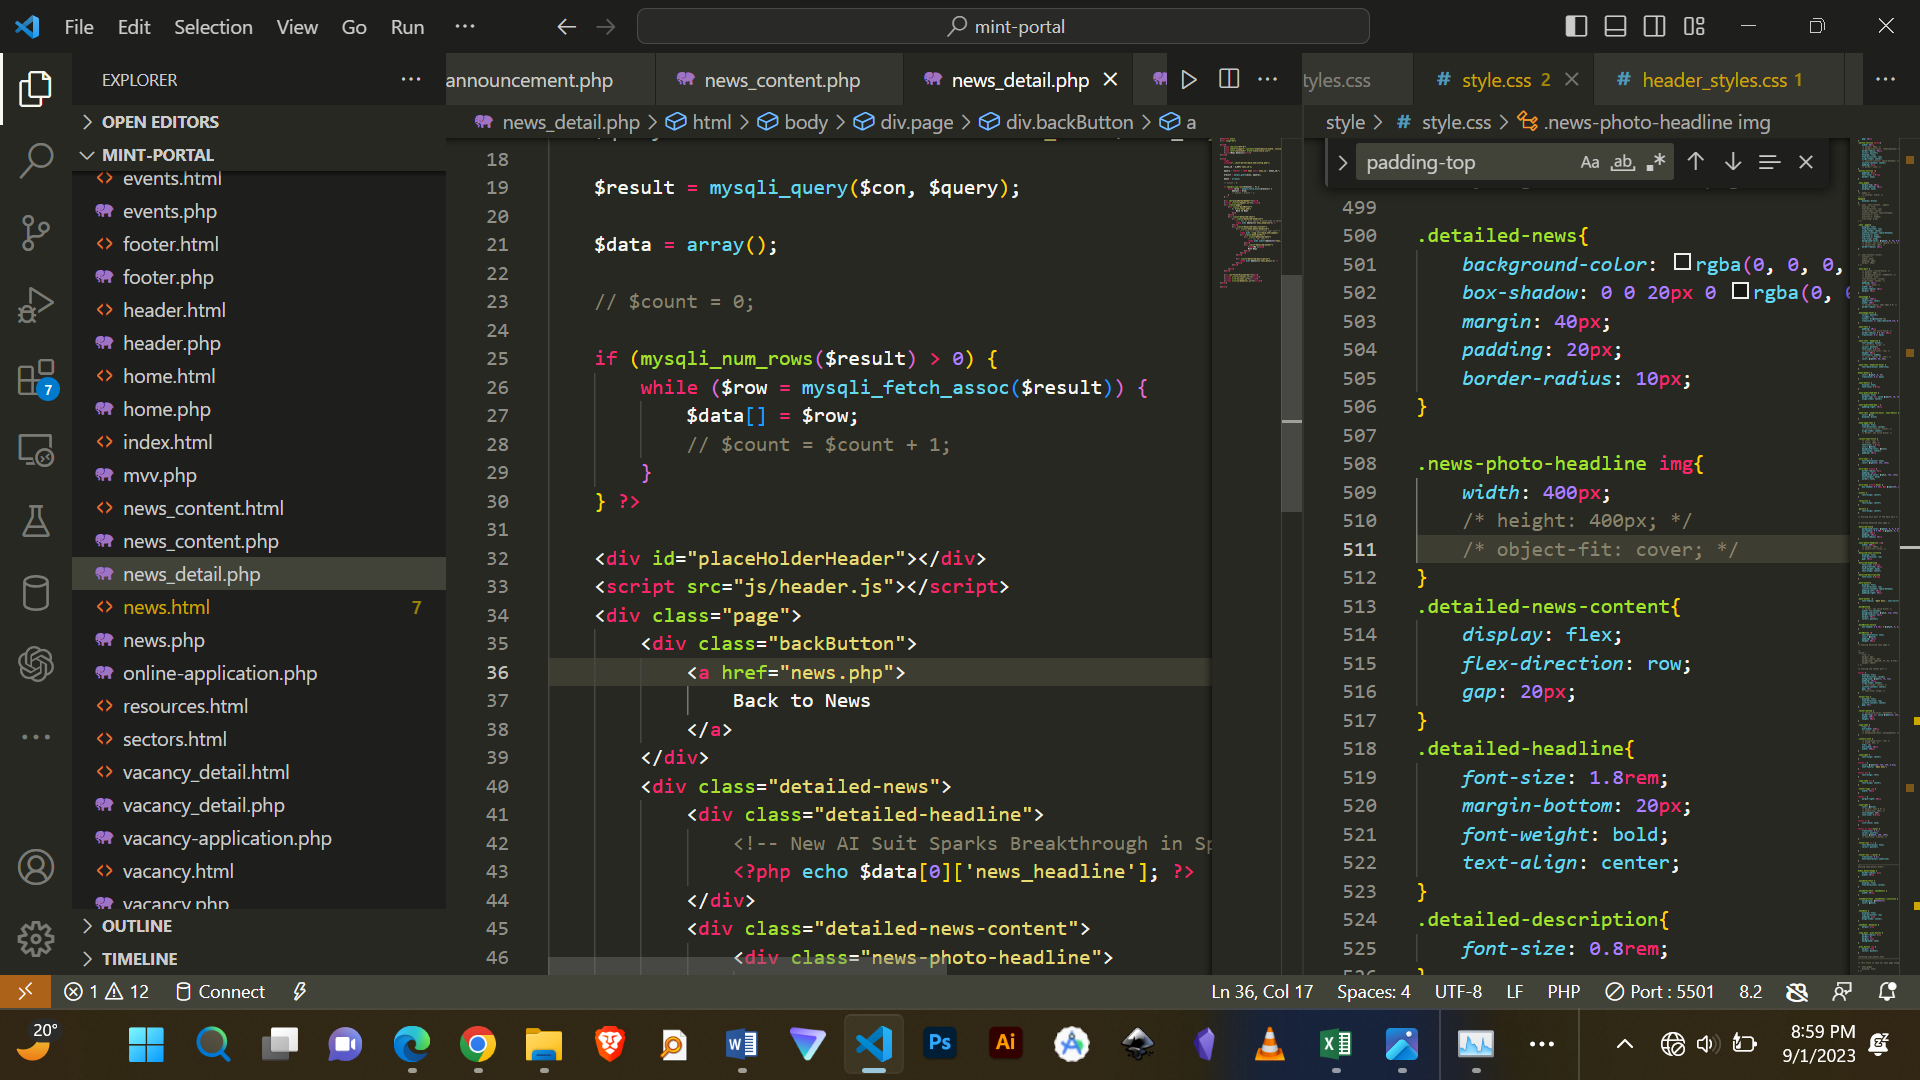 File Edit Selection View Go Run ···
mint-portal
EXPLORER
OPEN EDITORS
MINT-PORTAL
events.html
events.php
footer.html
footer.php
header.html
header.php
home.html
home.php
index.html
mvv.php
news_content.html
news_content.php
news_detail.php
news.html 7
news.php
online-application.php
resources.html
sectors.html
vacancy_detail.html
vacancy_detail.php
vacancy-application.php
vacancy.html
vacancy.php
OUTLINE
TIMELINE
7
announcement.php news_content.php news_detail.php
news_detail.php > html > body > div.page > div.backButton > a
18
19 $result = mysqli_query($con, $query);
20
21 $data = array();
22
23 // $count = 0;
24
25 if (mysqli_num_rows($result) > 0) {
26 while ($row = mysqli_fetch_assoc($result)) {
27 $data[] = $row;
28 // $count = $count + 1;
29 }
30 } ?>
31
32 <div id="placeHolderHeader"></div>
33 <script src="js/header.js"></script>
34 <div class="page">
35 <div class="backButton">
36 <a href="news.php">
37 Back to News
38 </a>
39 </div>
40 <div class="detailed-news">
41 <div class="detailed-headline">
42 <!-- New AI Suit Sparks Breakthrough in Sp
43 <?php echo $data[0]['news_headline']; ?>
44 </div>
45 <div class="detailed-news-content">
46 <div class="news-photo-headline">
tyles.css # style.css 2 # header_styles.css 1
style > # style.css > .news-photo-headline img
padding-top Aa ab
499
500 .detailed-news{
501 background-color: rgba(0, 0, 0,
502 box-shadow: 0 0 20px 0 rgba(0,
503 margin: 40px;
504 padding: 20px;
505 border-radius: 10px;
506 }
507
508 .news-photo-headline img{
509 width: 400px;
510 /* height: 400px; */
511 /* object-fit: cover; */
512 }
513 .detailed-news-content{
514 display: flex;
515 flex-direction: row;
516 gap: 20px;
517 }
518 .detailed-headline{
519 font-size: 1.8rem;
520 margin-bottom: 20px;
521 font-weight: bold;
522 text-align: center;
523 }
524 .detailed-description{
525 font-size: 0.8rem;
1 12 Connect
Ln 36, Col 17 Spaces: 4 UTF-8 LF PHP Port : 5501 8.2
20°
Ps Ai
8:59 PM
9/1/2023